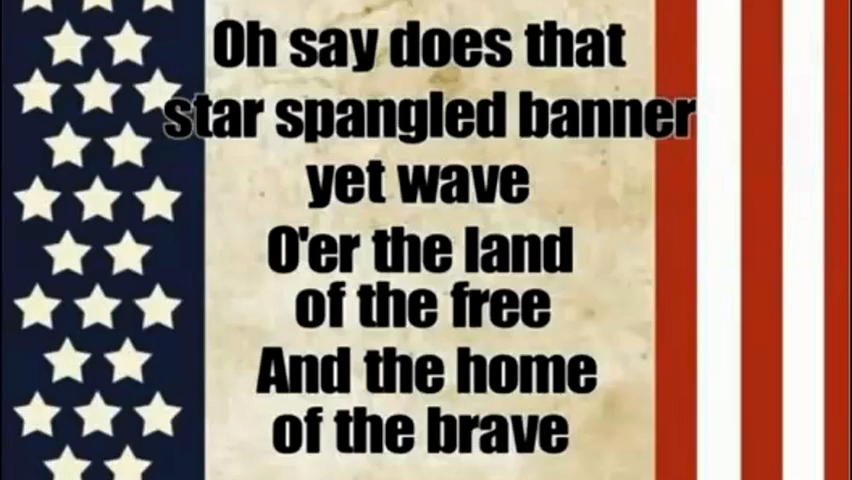 Oh say does that
star spangled banner
yet wave
O'er the land
of the free
And the home
of the brave